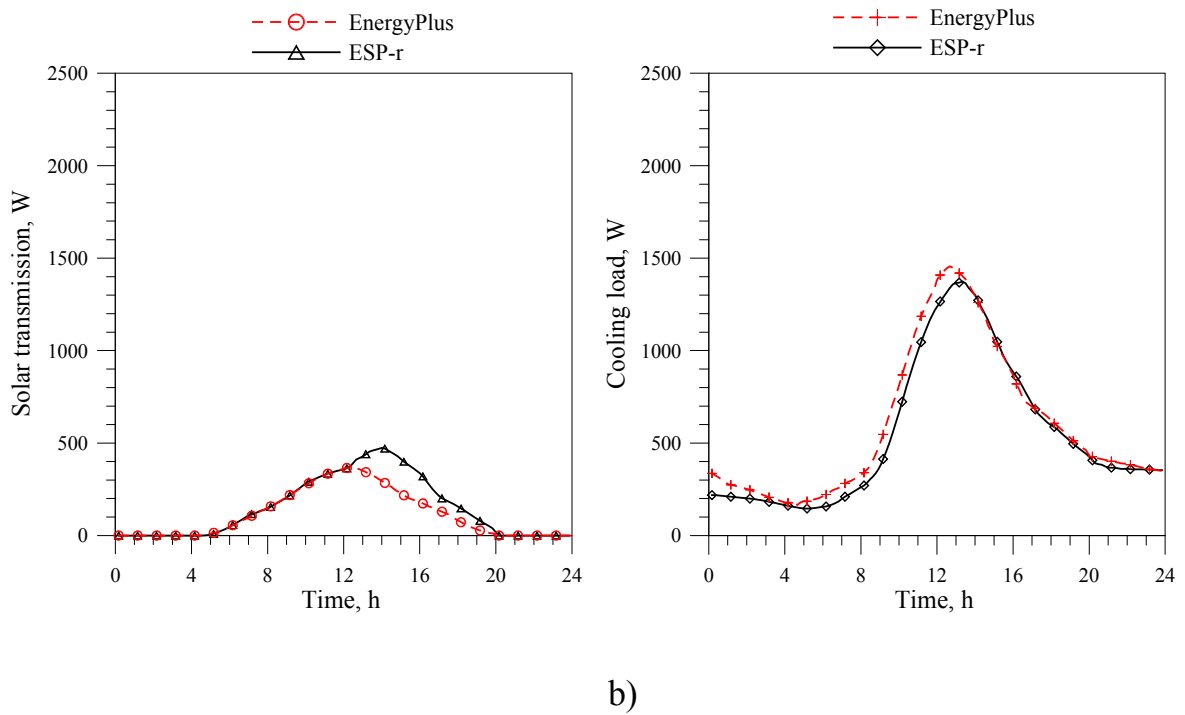 EnergyPlus
ESP-r
2500
2000
1500
1000
500
0
Solar transmission, W
0 4 8 12 16 20 24
Time, h
EnergyPlus
ESP-r
2500
2000
1500
1000
500
0
Cooling load, W
0 4 8 12 16 20 24
Time, h
b)